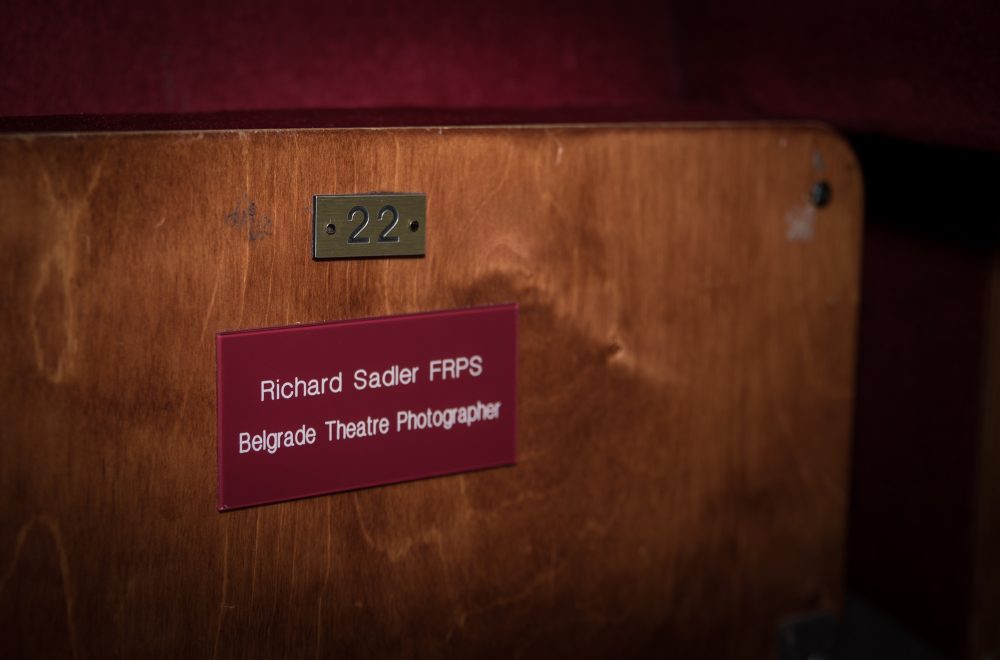 22
Richard Sadler FRPS
Belgrade Theatre Photographer